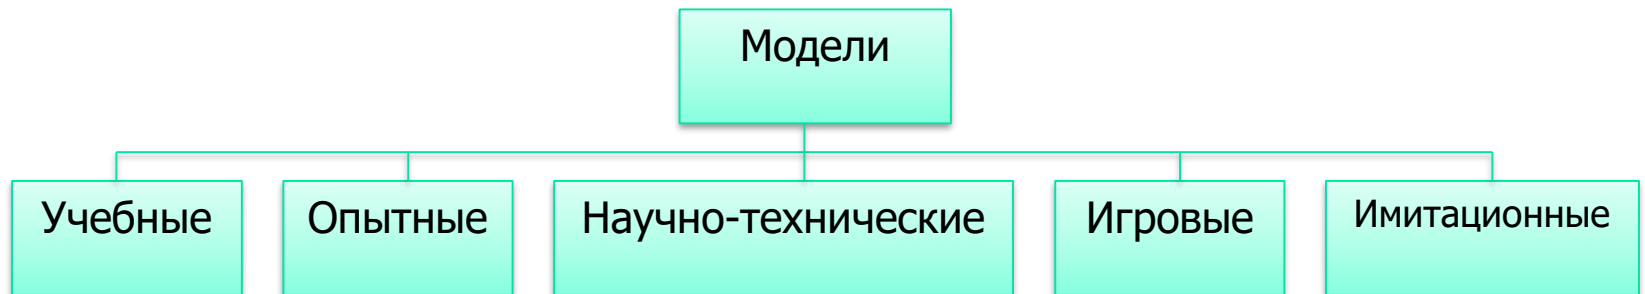 Модели
Учебные
Опытные
Научно-технические
Игровые
Имитационные